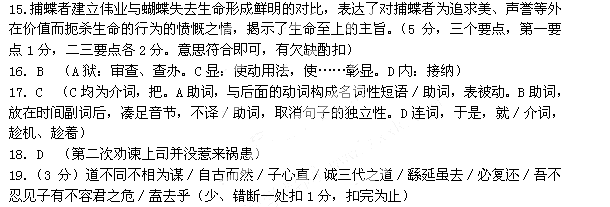 15.捕蝶者建立伟业与蝴蝶失去生命形成鲜明的对比，表达了对捕蝶者为追求美、声誉等外
在价值而扼杀生命的行为的愤慨之情，揭示了生命至上的主旨。（5 分，三个要点，第一要
点 1 分，二三要点各 2 分。意思符合即可，有欠缺酌扣）
16. B （A 狱：审查、查办。C 显：使动用法，使……彰显。D 内：接纳）
17. C （C 均为介词，把。A 助词，与后面的动词构成名词性短语／助词，表被动。B 助词，
放在时间副词后，凑足音节，不译／助词，取消句子的独立性。D 连词，于是，就／介词，
趁机、趁着）
18. D （第二次劝谏上司并没惹来祸患）
19.（3 分）道不同不相为谋／自古而然／子心直／诚三代之道／繇延虽去／必复还／吾不
忍见子有不容君之危／盍去乎（少、错断一处扣 1 分，扣完为止）